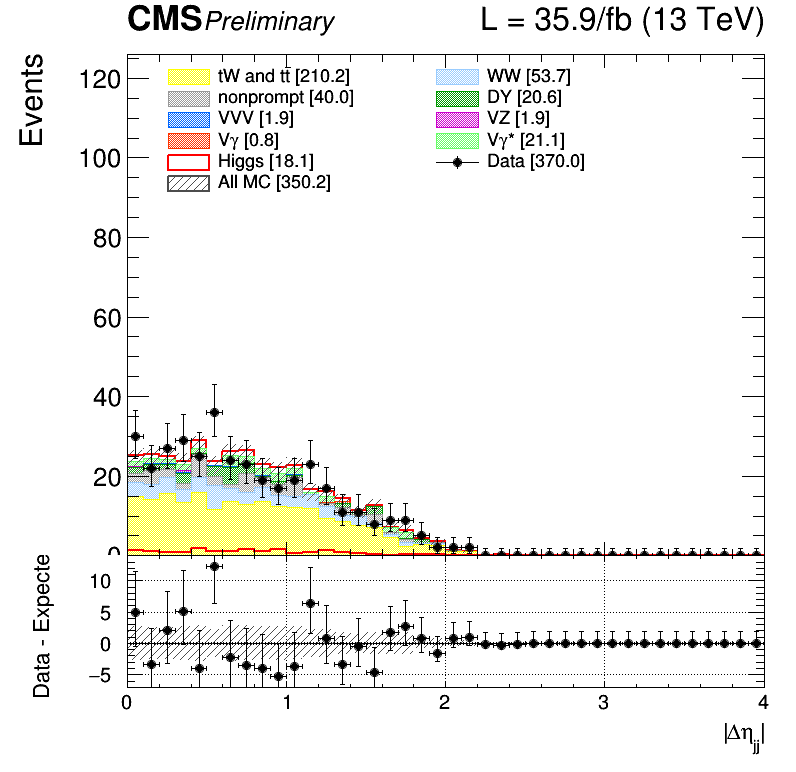 CMS Preliminary L = 35.9/fb (13 TeV)
Events
120
100
80
60
40
20
0
tW and tt̄ [210.2]
nonprompt [40.0]
VVV [1.9]
Vγ [0.8]
Higgs [18.1]
All MC [350.2]
WW [53.7]
DY [20.6]
VZ [1.9]
Vγ* [21.1]
Data [370.0]
Data - Expecte
10
5
0
−5
0 1 2 3 4
|Δη_jj|